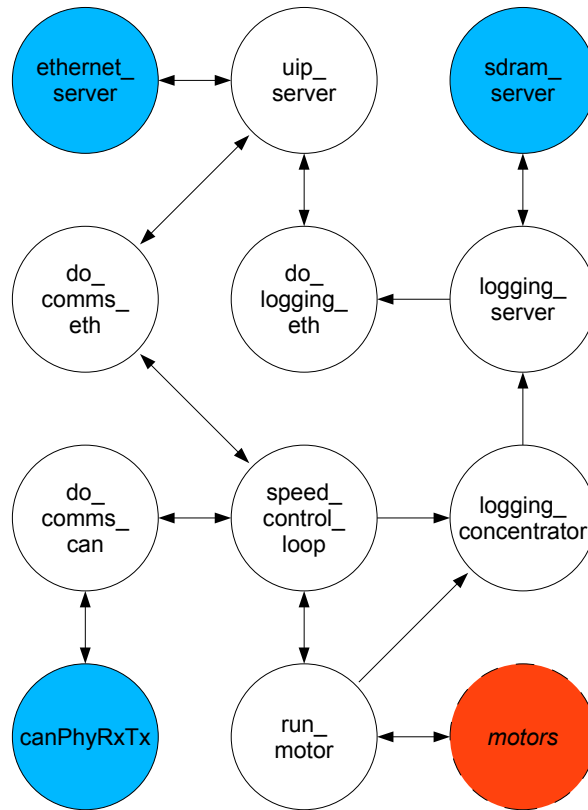 ethernet_
server
uip_
server
sdram_
server
do_
comms_
eth
do_
logging_
eth
logging_
server
do_
comms_
can
speed_
control_
loop
logging_
concentrator
canPhyRxTx
run_
motor
motors